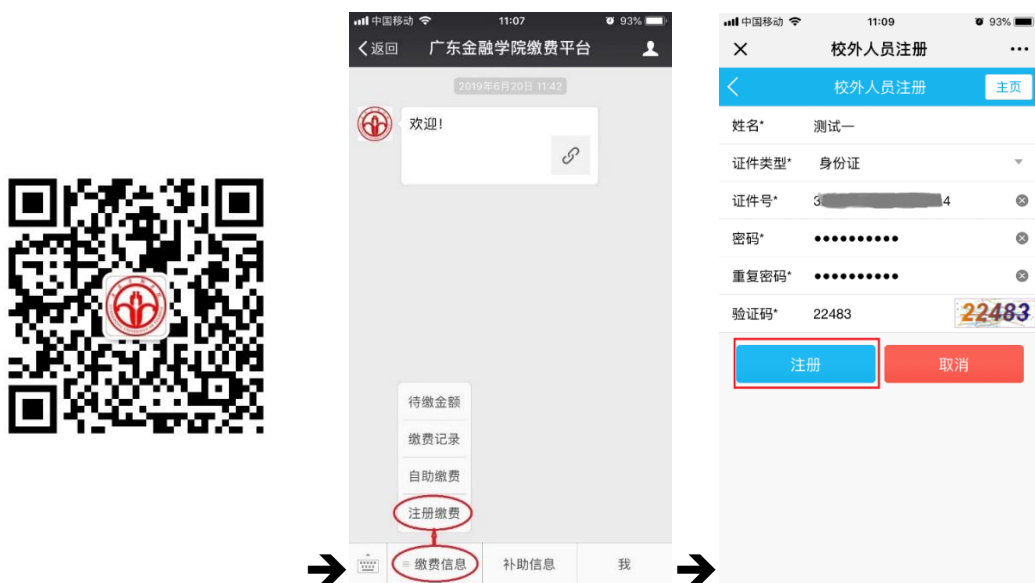 中国移动 11:07 93%
返回 广东金融学院缴费平台
2019年6月20日 11:42
欢迎!
待缴金额
缴费记录
自助缴费
注册缴费
缴费信息 补助信息 我
中国移动 11:09 93%
校外人员注册
校外人员注册 主页
姓名* 测试一
证件类型* 身份证
证件号* 3 4
密码* ••••••••••
重复密码* ••••••••••
验证码* 22483 22483
注册 取消